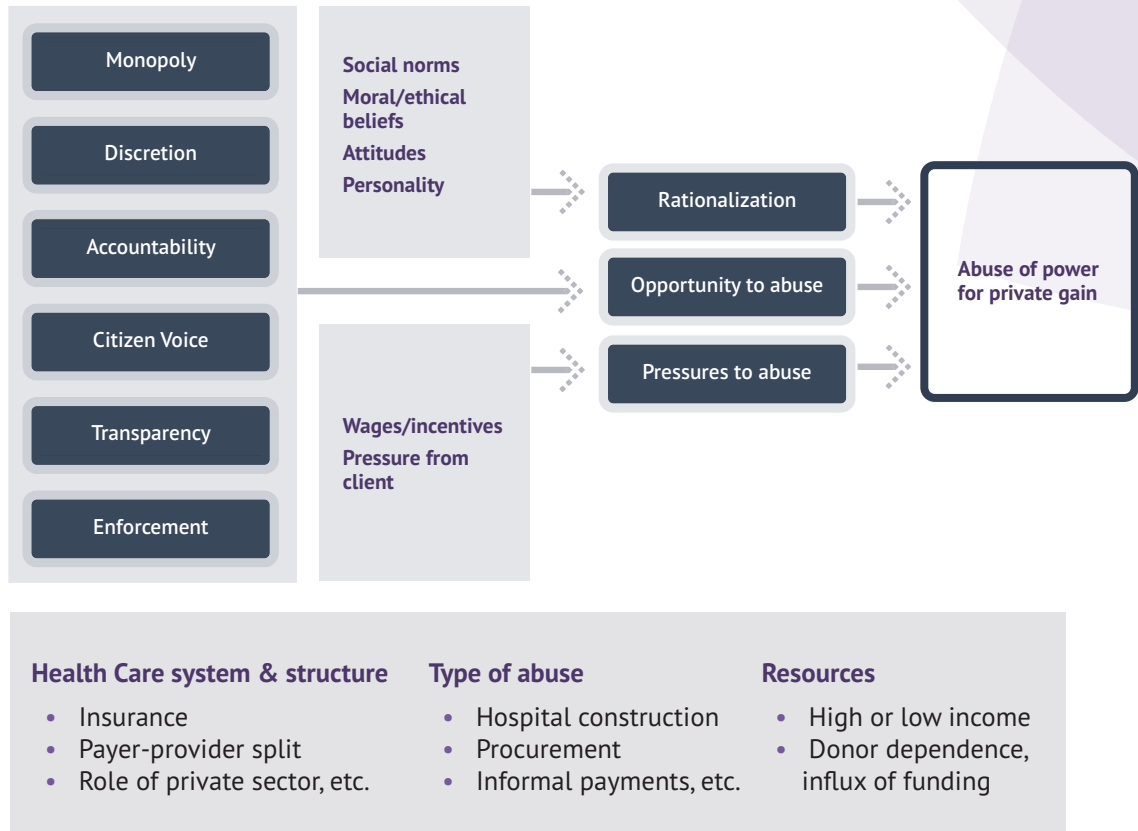 Monopoly
Discretion
Accountability
Citizen Voice
Transparency
Enforcement
Social norms
Moral/ethical
beliefs
Attitudes
Personality
Wages/incentives
Pressure from
client
Rationalization
Opportunity to abuse
Pressures to abuse
Abuse of power
for private gain
Health Care system & structure
• Insurance
• Payer-provider split
• Role of private sector, etc.
Type of abuse
• Hospital construction
• Procurement
• Informal payments, etc.
Resources
• High or low income
• Donor dependence,
influx of funding